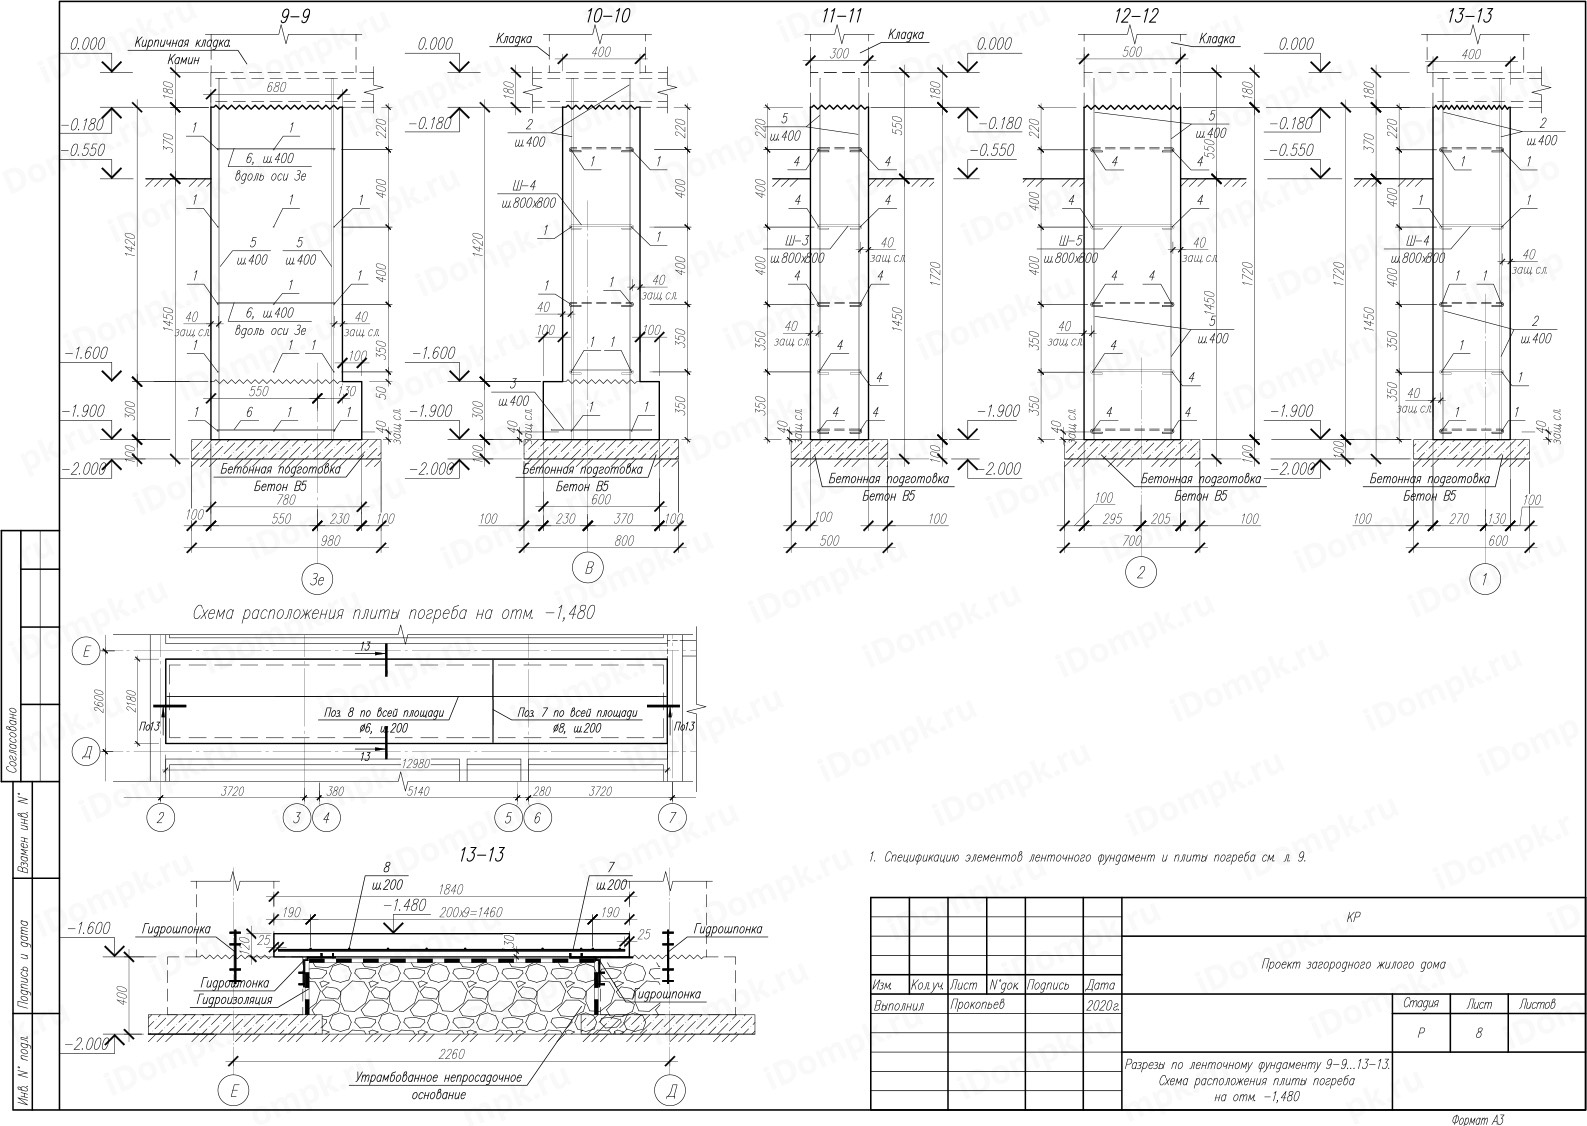 9-9
Кирпичная кладка.
Камин
0.000
-0.180
-0.550
-1.600
-1.900
-2.000
180
370
1450
1420
300
100
680
220
400
400
350
50
1
1
6, ш.400
вдоль оси 3е
1
1
1
5
ш.400
5
ш.400
1
1
1
6, ш.400
вдоль оси 3е
40
защ.сл.
40
защ.сл.
1
1
1
100
550
130
1
6
1
1
40
защ.сл.
Бетонная подготовка
Бетон В5
780
100
550
230
100
980
3е
10-10
Кладка
400
0.000
-0.180
-1.600
-1.900
-2.000
180
1420
300
100
220
400
400
350
350
2
ш.400
1
1
Ш-4
ш.800х800
1
1
1
1
40
защ.сл.
40
100
100
1
1
3
ш.400
1
1
40
защ.сл.
Бетонная подготовка
Бетон В5
600
100
230
370
100
800
В
11-11
Кладка
300
0.000
-0.180
-0.550
-1.900
-2.000
550
1450
180
1720
100
220
400
400
350
350
5
ш.400
4
4
4
4
Ш-3
ш.800х800
40
защ.сл.
4
4
40
защ.сл.
4
4
4
4
40
защ.сл.
Бетонная подготовка
Бетон В5
100
100
500
12-12
Кладка
500
180
550
1450
1720
100
220
400
400
350
350
5
ш.400
4
4
4
4
Ш-5
ш.800х800
40
защ.сл.
4
4
5
ш.400
40
защ.сл.
4
4
4
4
Бетонная подготовка
Бетон В5
100
295
205
100
700
2
13-13
400
0.000
-0.180
-0.550
-1.900
-2.000
180
370
1450
1720
100
220
400
400
350
350
2
ш.400
1
1
1
1
Ш-4
ш.800х800
40
защ.сл.
1
1
2
ш.400
1
1
40
защ.сл.
1
1
40
защ.сл.
Бетонная подготовка
Бетон В5
100
270
130
100
600
1
Схема расположения плиты погреба на отм. -1,480
Е
Д
2600
2180
13
13
По13
По13
Поз. 8 по всей площади
ø6, ш.200
Поз. 7 по всей площади
ø8, ш.200
12980
3720
380
5140
280
3720
2
3
4
5
6
7
13-13
8
ш.200
7
ш.200
1840
-1.480
190
200х9=1460
190
25
25
120
30
-1.600
-2.000
400
Гидрошпонка
Гидрошпонка
Гидрошпонка
Гидроизоляция
Гидрошпонка
2260
Утрамбованное непросадочное
основание
Е
Д
1. Спецификацию элементов ленточного фундамент и плиты погреба см. л. 9.
КР
Проект загородного жилого дома
Изм.
Кол.уч.
Лист
N°док.
Подпись
Дата
Выполнил
Прокопьев
2020г.
Стадия
Лист
Листов
Р
8
Разрезы по ленточному фундаменту 9-9...13-13.
Схема расположения плиты погреба
на отм. -1,480
Формат А3
Согласовано
Взамен инв. N°
Подпись и дата
Инв. N° подл.
iDompk.ru